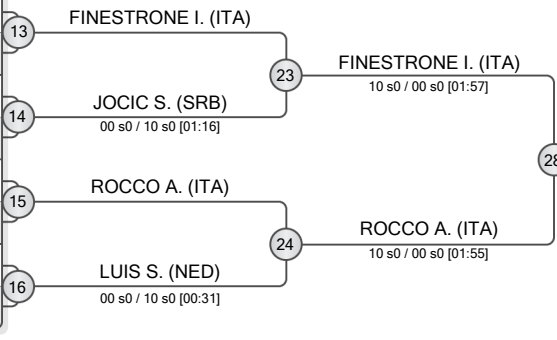 FINESTRONE I. (ITA)
13
23
FINESTRONE I. (ITA)
10 s0 / 00 s0 [01:57]
JOCIC S. (SRB)
14
00 s0 / 10 s0 [01:16]
28
ROCCO A. (ITA)
15
24
ROCCO A. (ITA)
10 s0 / 00 s0 [01:55]
LUIS S. (NED)
16
00 s0 / 10 s0 [00:31]